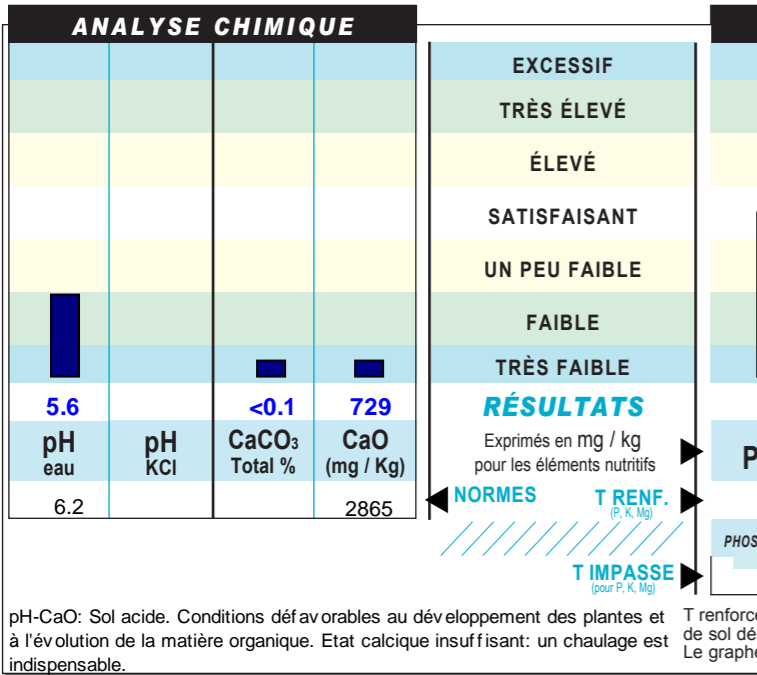 ANALYSE CHIMIQUE
EXCESSIF
TRÈS ÉLEVÉ
ÉLEVÉ
SATISFAISANT
UN PEU FAIBLE
FAIBLE
TRÈS FAIBLE
5.6 <0.1 729 RÉSULTATS
pH eau
pH KCl
CaCO₃ Total %
CaO (mg / Kg)
Exprimés en mg / kg
pour les éléments nutritifs
P
6.2 2865
NORMES T RENF.
(P, K, Mg)
PHOS
T IMPASSE
(pour P, K, Mg)
pH-CaO: Sol acide. Conditions défavorables au développement des plantes et
à l'évolution de la matière organique. Etat calcique insuffisant: un chaulage est
indispensable.
T renforcé
de sol dés
Le graphe